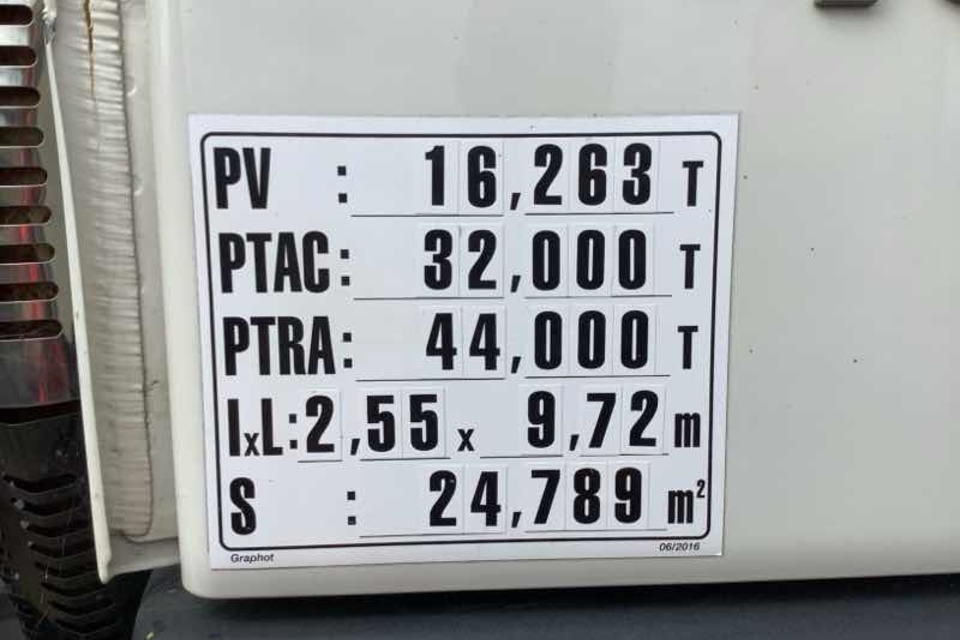 PV : 16,263 T
PTAC : 32,000 T
PTRA : 44,000 T
lxL : 2,55 x 9,72 m
S : 24,789 m²
Graphot 06/2016